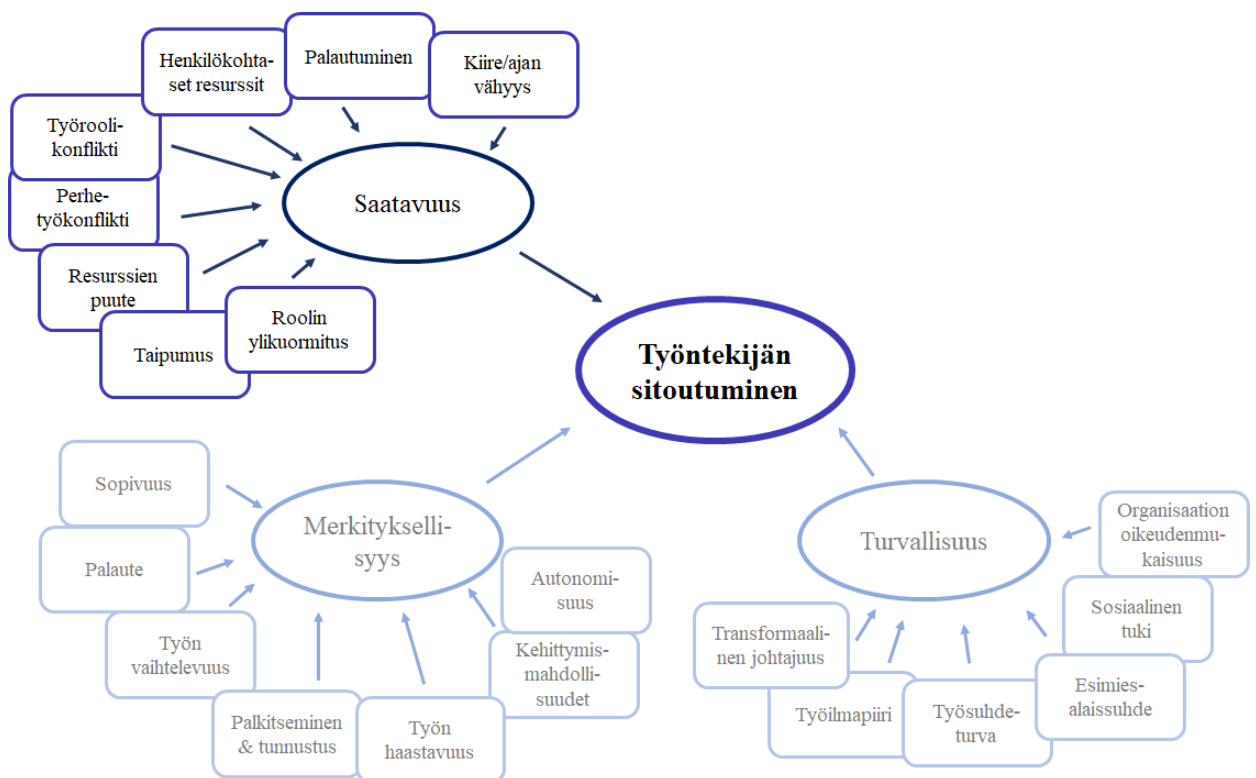 Henkilökohta-
set resurssit
Palautuminen
Kiire/ajan
vähyys
Työrooli-
konflikti
Perhe-
työkonflikti
Resurssien
puute
Taipumus
Roolin
ylikuormitus
Saatavuus
Työntekijän
sitoutuminen
Sopivuus
Palaute
Työn
vaihtelevuus
Palkitseminen
& tunnustus
Työn
haastavuus
Kehittymis-
mahdolli-
suudet
Autonomi-
suus
Merkitykselli-
syys
Turvallisuus
Organisaation
oikeudenmu-
kaisuus
Sosiaalinen
tuki
Esimies-
alaissuhde
Työsuhde-
turva
Työilmapiiri
Transformaali-
nen johtajuus